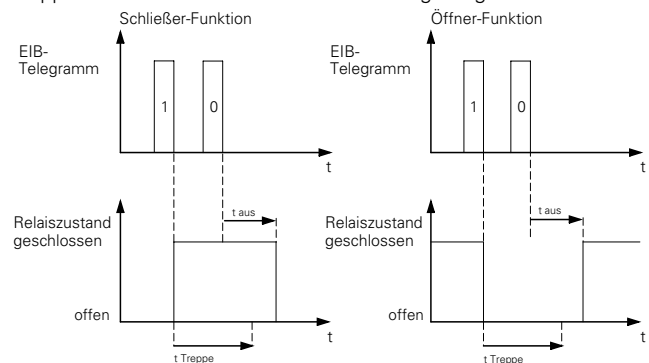 Schließer-Funktion
EIB-
Telegramm
1
0
t
Relaiszustand
geschlossen
t aus
offen
t
t Treppe
Öffner-Funktion
EIB-
Telegramm
1
0
t
Relaiszustand
geschlossen
t aus
offen
t
t Treppe